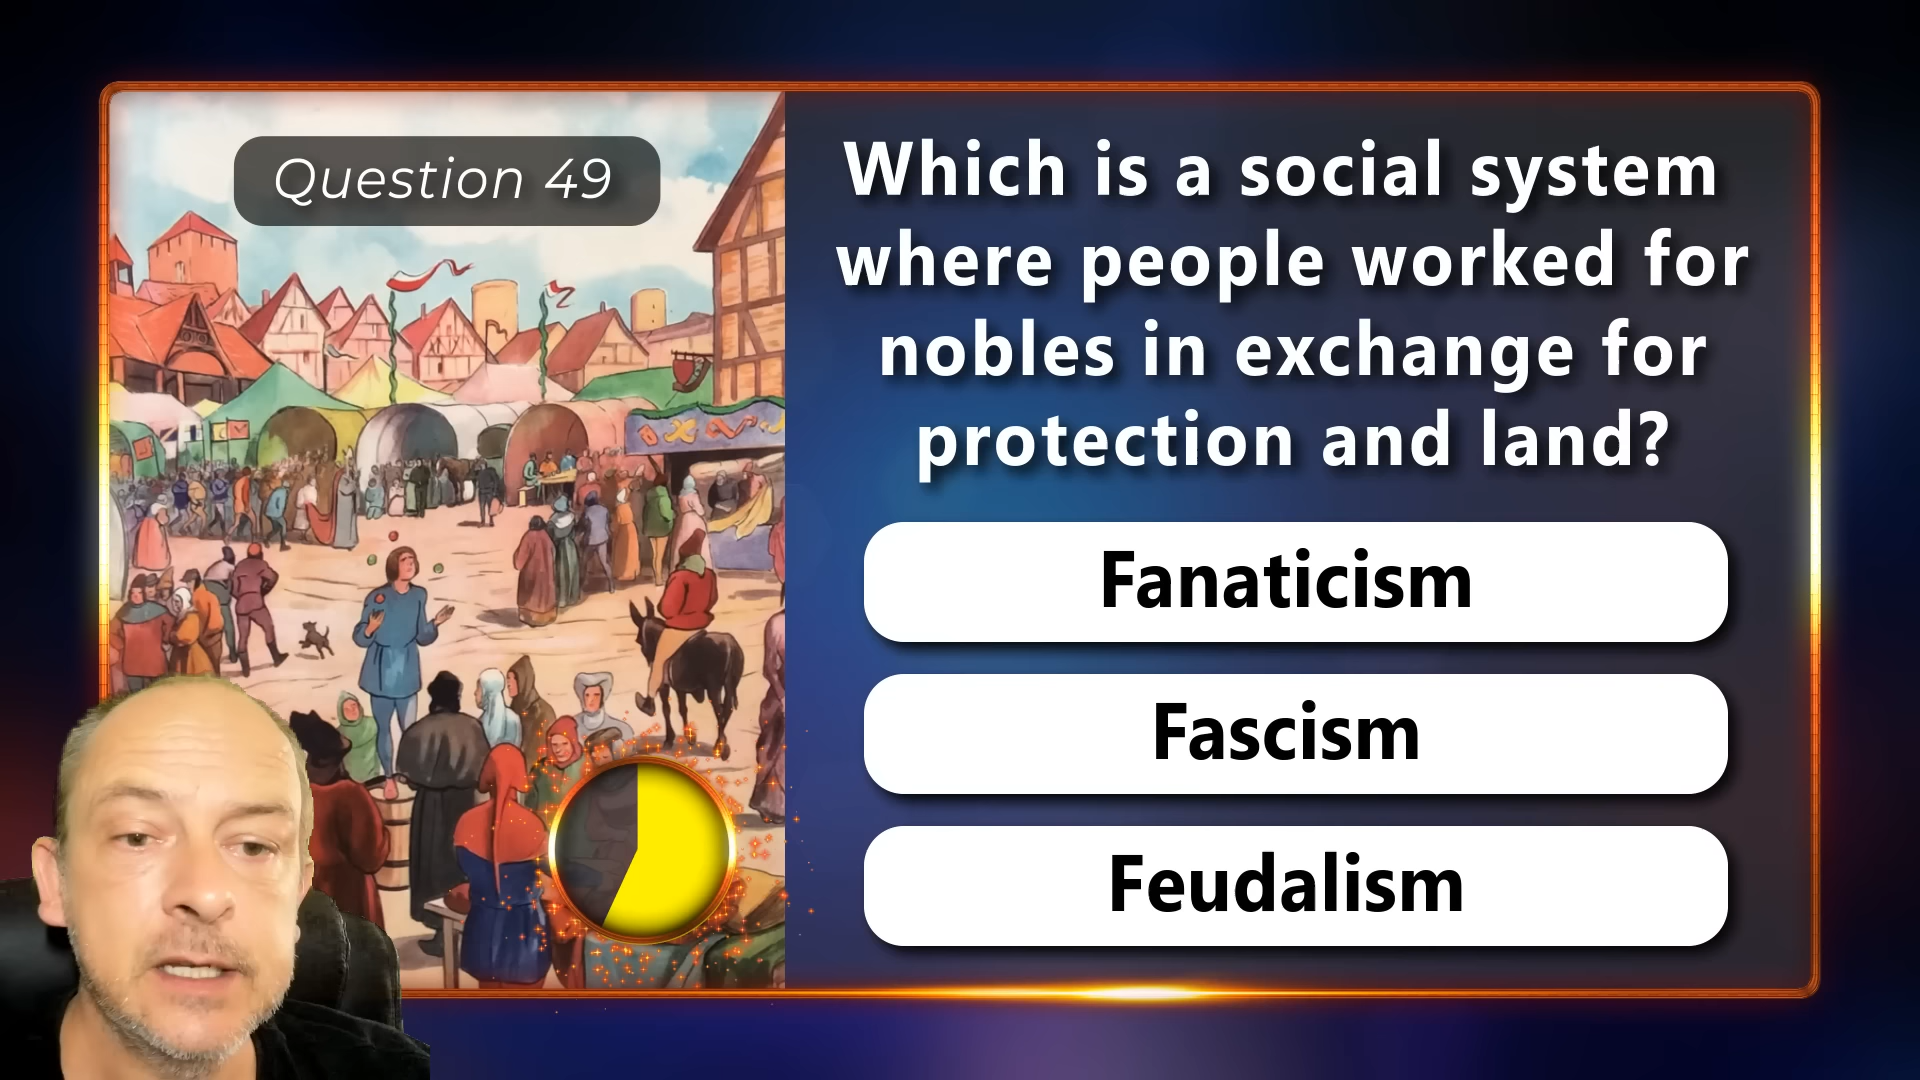 Question 49
Which is a social system
where people worked for
nobles in exchange for
protection and land?
Fanaticism
Fascism
Feudalism